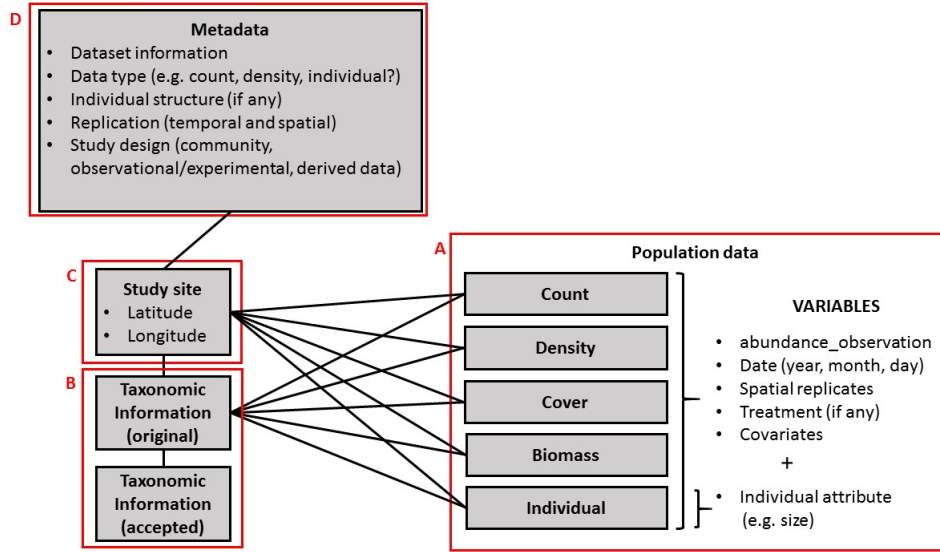 D
Metadata
• Dataset information
• Data type (e.g. count, density, individual?)
• Individual structure (if any)
• Replication (temporal and spatial)
• Study design (community,
observational/experimental, derived data)
C
Study site
• Latitude
• Longitude
B
Taxonomic
Information
(original)
Taxonomic
Information
(accepted)
A
Population data
Count
Density
Cover
Biomass
Individual
VARIABLES
• abundance_observation
• Date (year, month, day)
• Spatial replicates
• Treatment (if any)
• Covariates
+
• Individual attribute
(e.g. size)